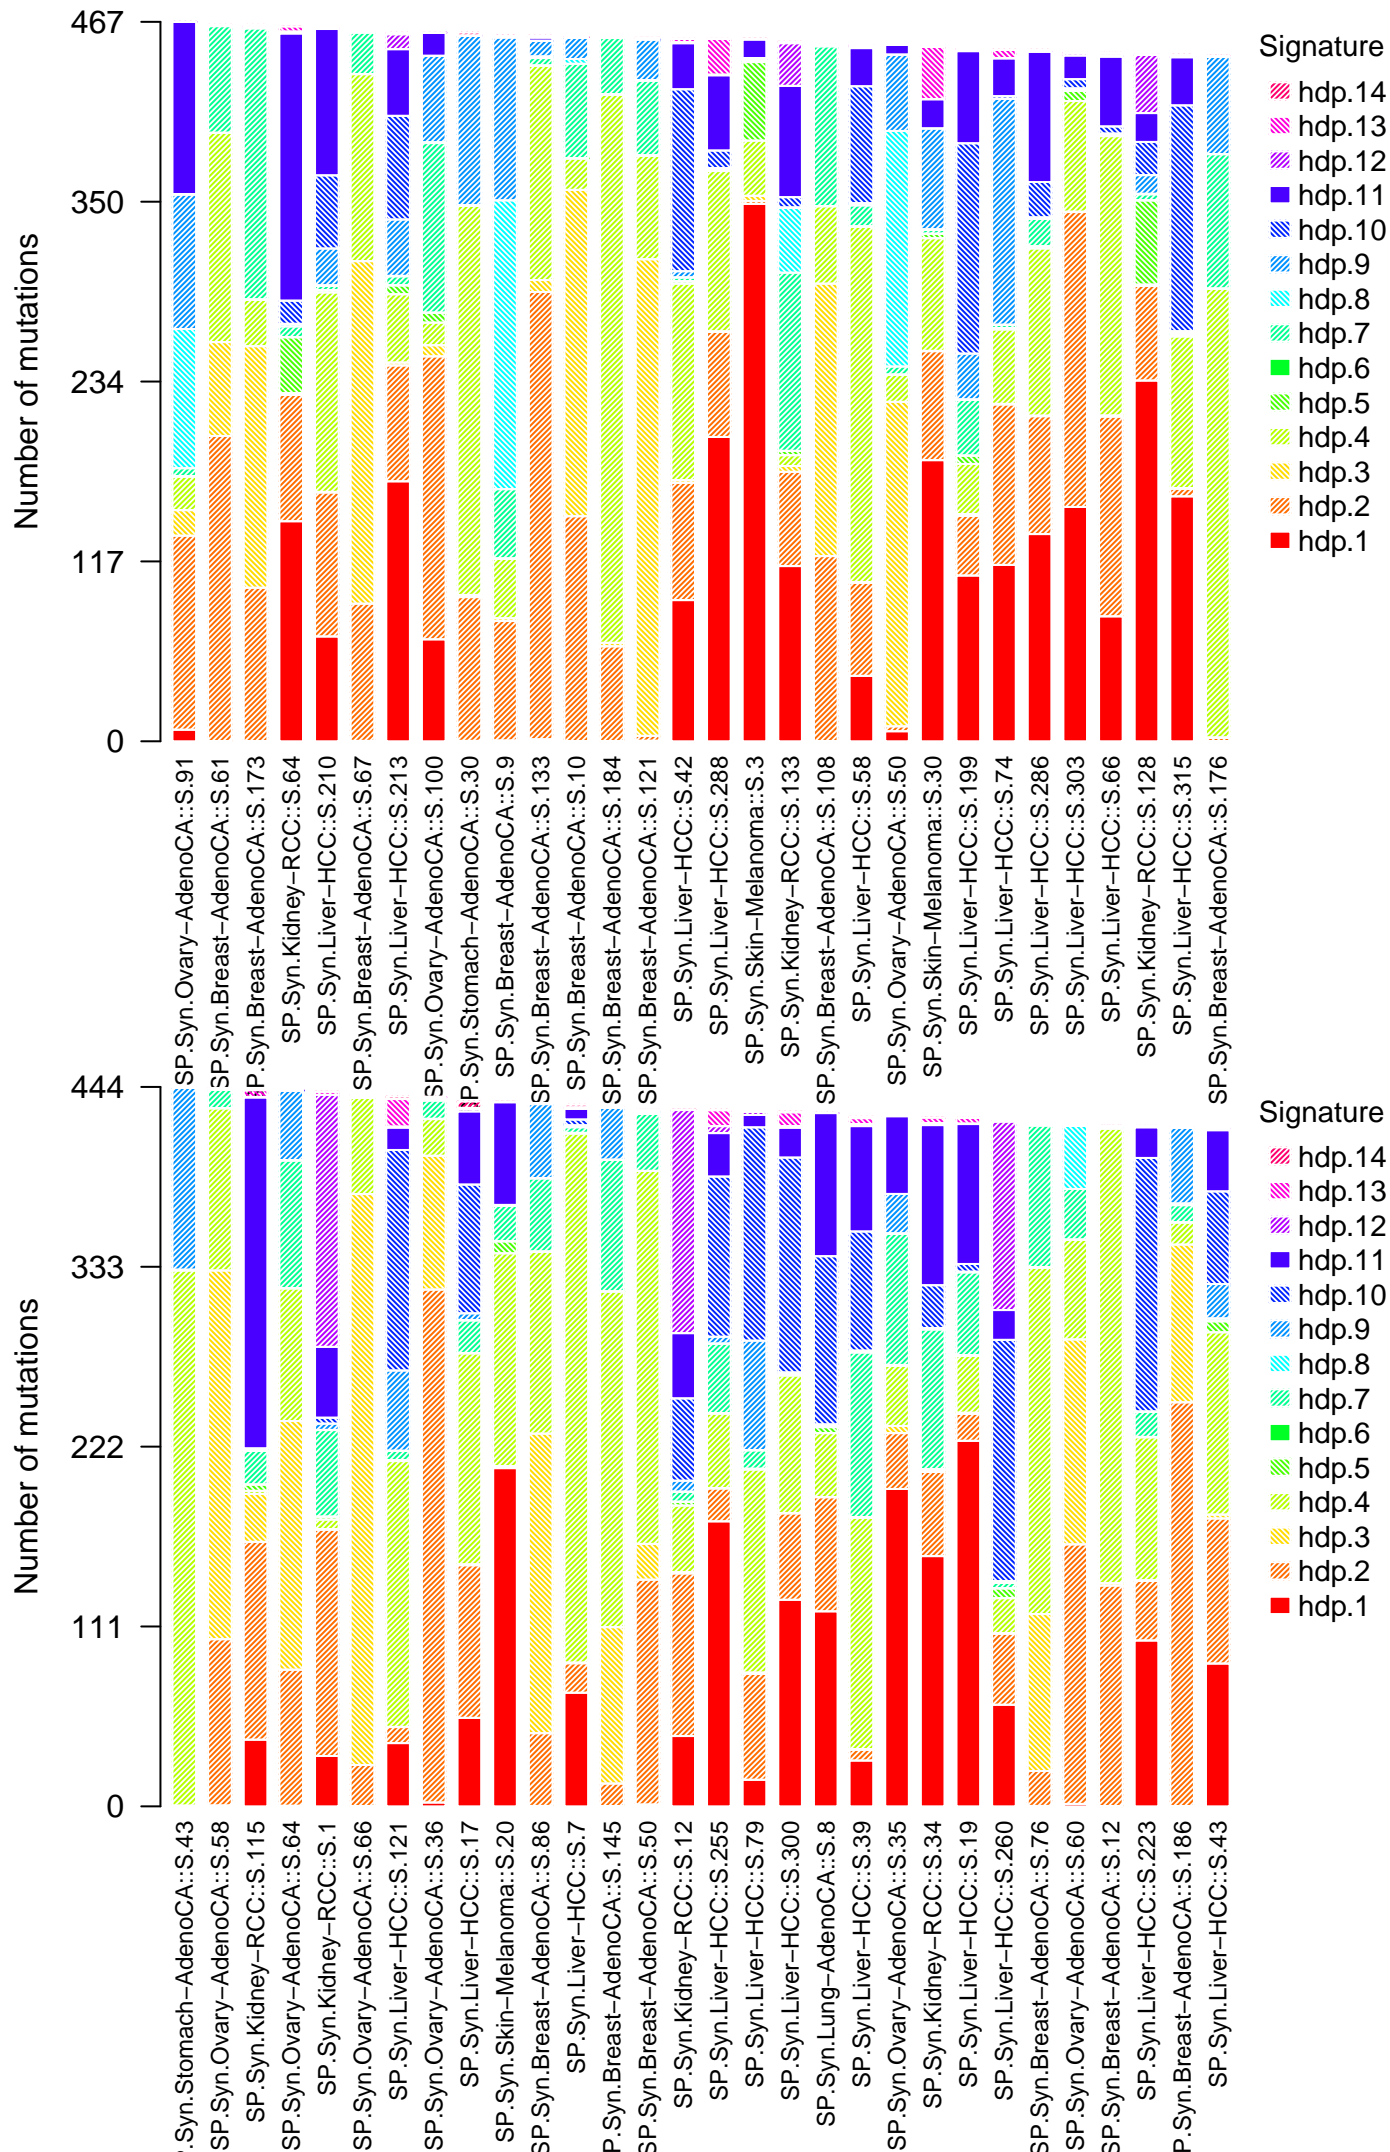 Number of mutations
467
350
234
117
0
Signature
hdp.14
hdp.13
hdp.12
hdp.11
hdp.10
hdp.9
hdp.8
hdp.7
hdp.6
hdp.5
hdp.4
hdp.3
hdp.2
hdp.1
SP.Syn.Ovary−AdenoCA::S.91
SP.Syn.Breast−AdenoCA::S.61
P.Syn.Breast−AdenoCA::S.173
SP.Syn.Kidney−RCC::S.64
SP.Syn.Liver−HCC::S.210
SP.Syn.Breast−AdenoCA::S.67
SP.Syn.Liver−HCC::S.213
SP.Syn.Ovary−AdenoCA::S.100
P.Syn.Stomach−AdenoCA::S.30
SP.Syn.Breast−AdenoCA::S.9
SP.Syn.Breast−AdenoCA::S.133
SP.Syn.Breast−AdenoCA::S.10
SP.Syn.Breast−AdenoCA::S.184
SP.Syn.Breast−AdenoCA::S.121
SP.Syn.Liver−HCC::S.42
SP.Syn.Liver−HCC::S.288
SP.Syn.Skin−Melanoma::S.3
SP.Syn.Kidney−RCC::S.133
SP.Syn.Breast−AdenoCA::S.108
SP.Syn.Liver−HCC::S.58
SP.Syn.Ovary−AdenoCA::S.50
SP.Syn.Skin−Melanoma::S.30
SP.Syn.Liver−HCC::S.199
SP.Syn.Liver−HCC::S.74
SP.Syn.Liver−HCC::S.286
SP.Syn.Liver−HCC::S.303
SP.Syn.Liver−HCC::S.66
SP.Syn.Kidney−RCC::S.128
SP.Syn.Liver−HCC::S.315
SP.Syn.Breast−AdenoCA::S.176
Number of mutations
444
333
222
111
0
Signature
hdp.14
hdp.13
hdp.12
hdp.11
hdp.10
hdp.9
hdp.8
hdp.7
hdp.6
hdp.5
hdp.4
hdp.3
hdp.2
hdp.1
P.Syn.Stomach−AdenoCA::S.43
SP.Syn.Ovary−AdenoCA::S.58
SP.Syn.Kidney−RCC::S.115
SP.Syn.Ovary−AdenoCA::S.64
SP.Syn.Kidney−RCC::S.1
SP.Syn.Ovary−AdenoCA::S.66
SP.Syn.Liver−HCC::S.121
SP.Syn.Ovary−AdenoCA::S.36
SP.Syn.Liver−HCC::S.17
SP.Syn.Skin−Melanoma::S.20
SP.Syn.Breast−AdenoCA::S.86
SP.Syn.Liver−HCC::S.7
P.Syn.Breast−AdenoCA::S.145
SP.Syn.Breast−AdenoCA::S.50
SP.Syn.Kidney−RCC::S.12
SP.Syn.Liver−HCC::S.255
SP.Syn.Liver−HCC::S.79
SP.Syn.Liver−HCC::S.300
SP.Syn.Lung−AdenoCA::S.8
SP.Syn.Liver−HCC::S.39
SP.Syn.Ovary−AdenoCA::S.35
SP.Syn.Kidney−RCC::S.34
SP.Syn.Liver−HCC::S.19
SP.Syn.Liver−HCC::S.260
SP.Syn.Breast−AdenoCA::S.76
SP.Syn.Ovary−AdenoCA::S.60
SP.Syn.Breast−AdenoCA::S.12
SP.Syn.Liver−HCC::S.223
P.Syn.Breast−AdenoCA::S.186
SP.Syn.Liver−HCC::S.43